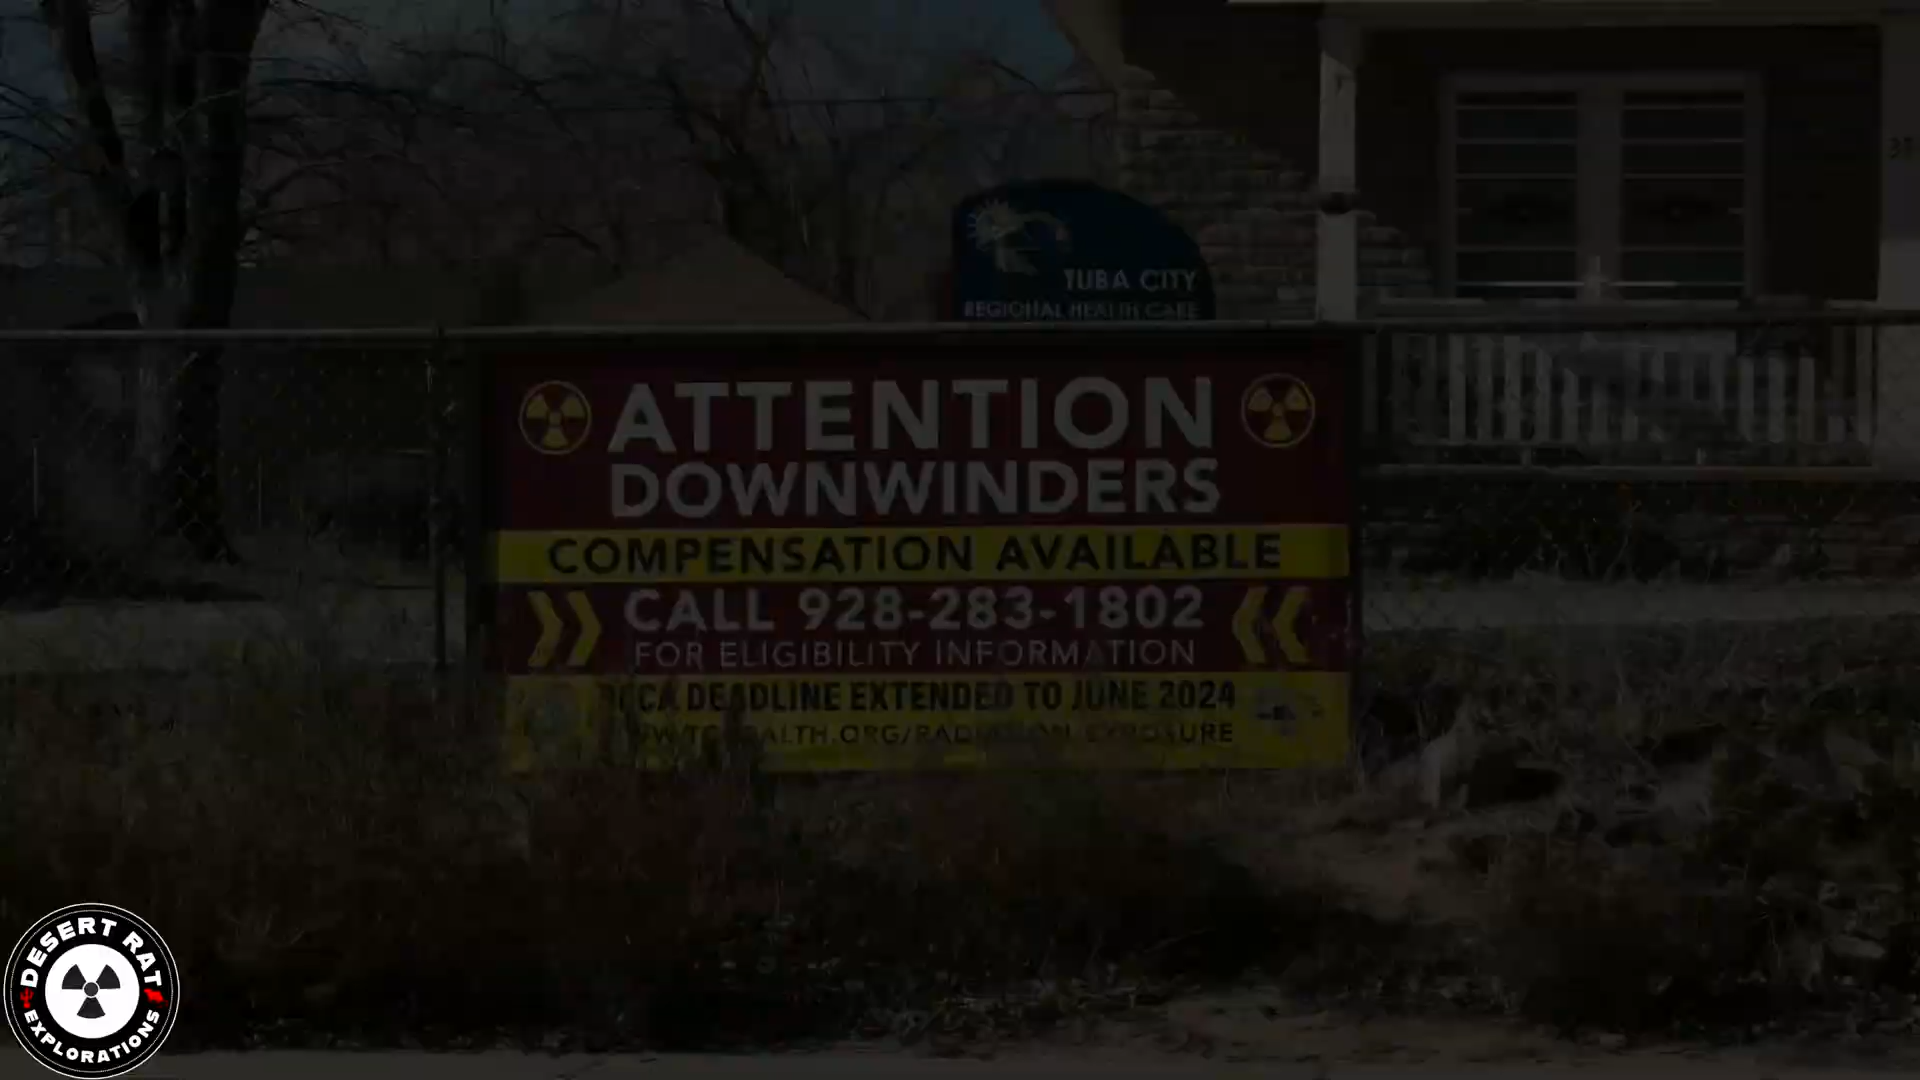 TUBA CITY
REGIONAL HEALTH CARE
ATTENTION
DOWNWINDERS
COMPENSATION AVAILABLE
CALL 928-283-1802
FOR ELIGIBILITY INFORMATION
DEADLINE EXTENDED TO JUNE 2024
DESERT RAT
EXPLORATIONS